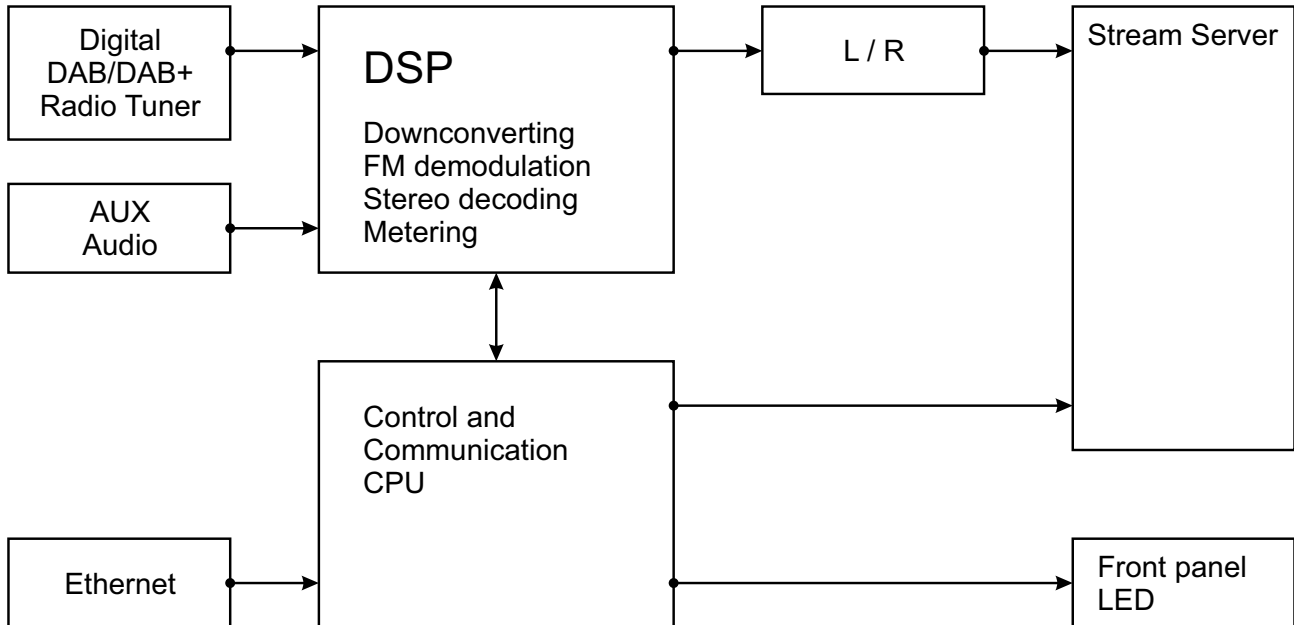 Digital
DAB/DAB+
Radio Tuner
DSP
Downconverting
FM demodulation
Stereo decoding
Metering
L / R
Stream Server
AUX
Audio
Control and
Communication
CPU
Ethernet
Front panel
LED